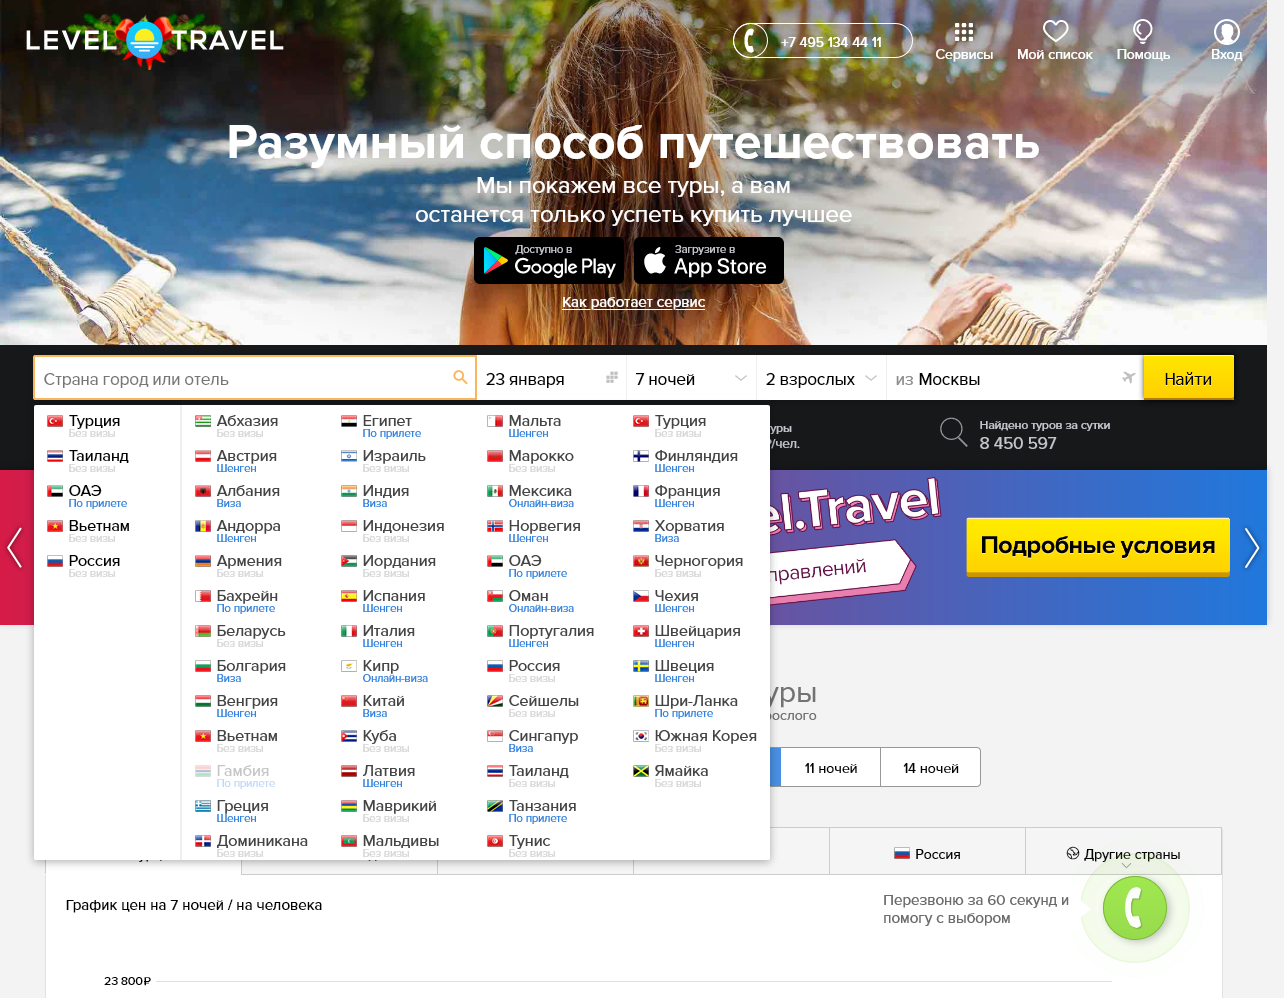 LEVEL TRAVEL
+7 495 134 44 11
Сервисы
Мой список
Помощь
Вход
Разумный способ путешествовать
Мы покажем все туры, а вам
останется только успеть купить лучшее
Доступно в
Google Play
Загрузите в
App Store
Как работает сервис
Страна город или отель
23 января
7 ночей
2 взрослых
из Москвы
Найти
Турция
Без визы
Таиланд
Без визы
ОАЭ
По прилете
Вьетнам
Без визы
Россия
Без визы
Абхазия
Без визы
Австрия
Шенген
Албания
Виза
Андорра
Шенген
Армения
Без визы
Бахрейн
По прилете
Беларусь
Без визы
Болгария
Виза
Венгрия
Шенген
Вьетнам
Без визы
Гамбия
По прилете
Греция
Шенген
Доминикана
Без визы
Египет
По прилете
Израиль
Без визы
Индия
Виза
Индонезия
Без визы
Иордания
Без визы
Испания
Шенген
Италия
Шенген
Кипр
Онлайн-виза
Китай
Виза
Куба
Без визы
Латвия
Шенген
Маврикий
Без визы
Мальдивы
Без визы
Мальта
Шенген
Марокко
Без визы
Мексика
Онлайн-виза
Норвегия
Шенген
ОАЭ
По прилете
Оман
Онлайн-виза
Португалия
Шенген
Россия
Без визы
Сейшелы
Без визы
Сингапур
Виза
Таиланд
Без визы
Танзания
По прилете
Тунис
Без визы
Турция
Без визы
Финляндия
Шенген
Франция
Шенген
Хорватия
Виза
Черногория
Без визы
Чехия
Шенген
Швейцария
Шенген
Швеция
Шенген
Шри-Ланка
По прилете
Южная Корея
Без визы
Ямайка
Без визы
уры
/чел.
Найдено туров за сутки
8 450 597
el.Travel
правлений
Подробные условия
уры
рослого
11 ночей
14 ночей
Россия
Другие страны
График цен на 7 ночей / на человека
Перезвоню за 60 секунд и
помогу с выбором
23 800₽